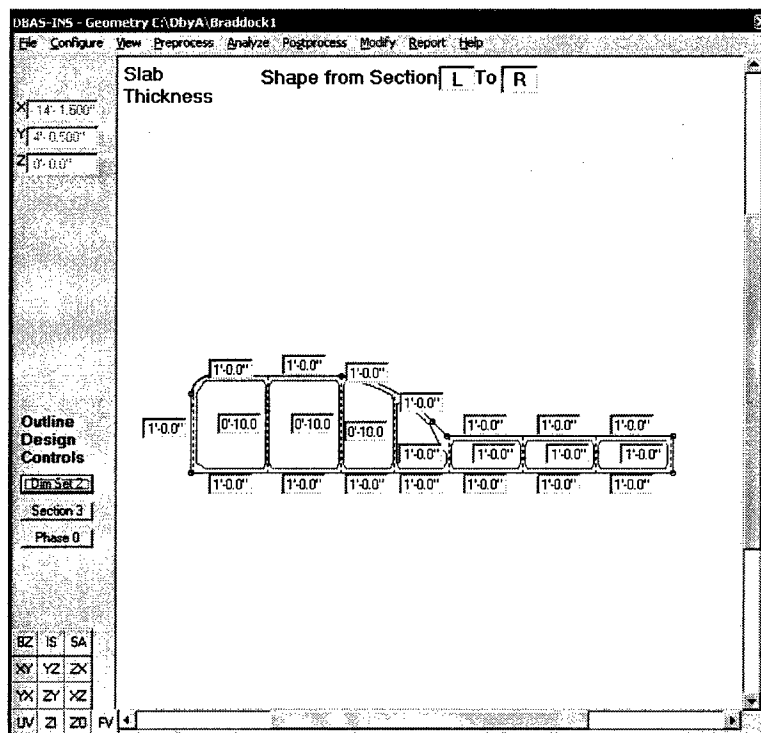 DBAS-INS - Geometry C:\DbyA\Braddock1
File Configure View Preprocess Analyze Postprocess Modify Report Help
Slab Thickness
Shape from Section L To R
X - 14'- 1.500"
Y 4'- 0.500"
Z 0'- 0.0"
1'-0.0" 1'-0.0" 1'-0.0"
1'-0.0"
1'-0.0" 0'-10.0 0'-10.0 0'-10.0 1'-0.0" 1'-0.0" 1'-0.0"
1'-0.0" 1'-0.0" 1'-0.0" 1'-0.0"
1'-0.0" 1'-0.0" 1'-0.0" 1'-0.0" 1'-0.0" 1'-0.0" 1'-0.0"
Outline
Design
Controls
Dim Set 2
Section 3
Phase 0
BZ IS SA
XY YZ ZX
YX ZY XZ
UV ZI ZO FV